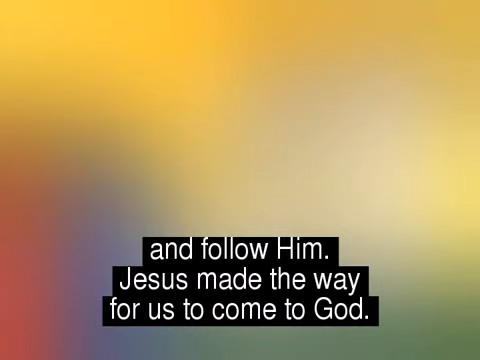 and follow Him.
Jesus made the way
for us to come to God.